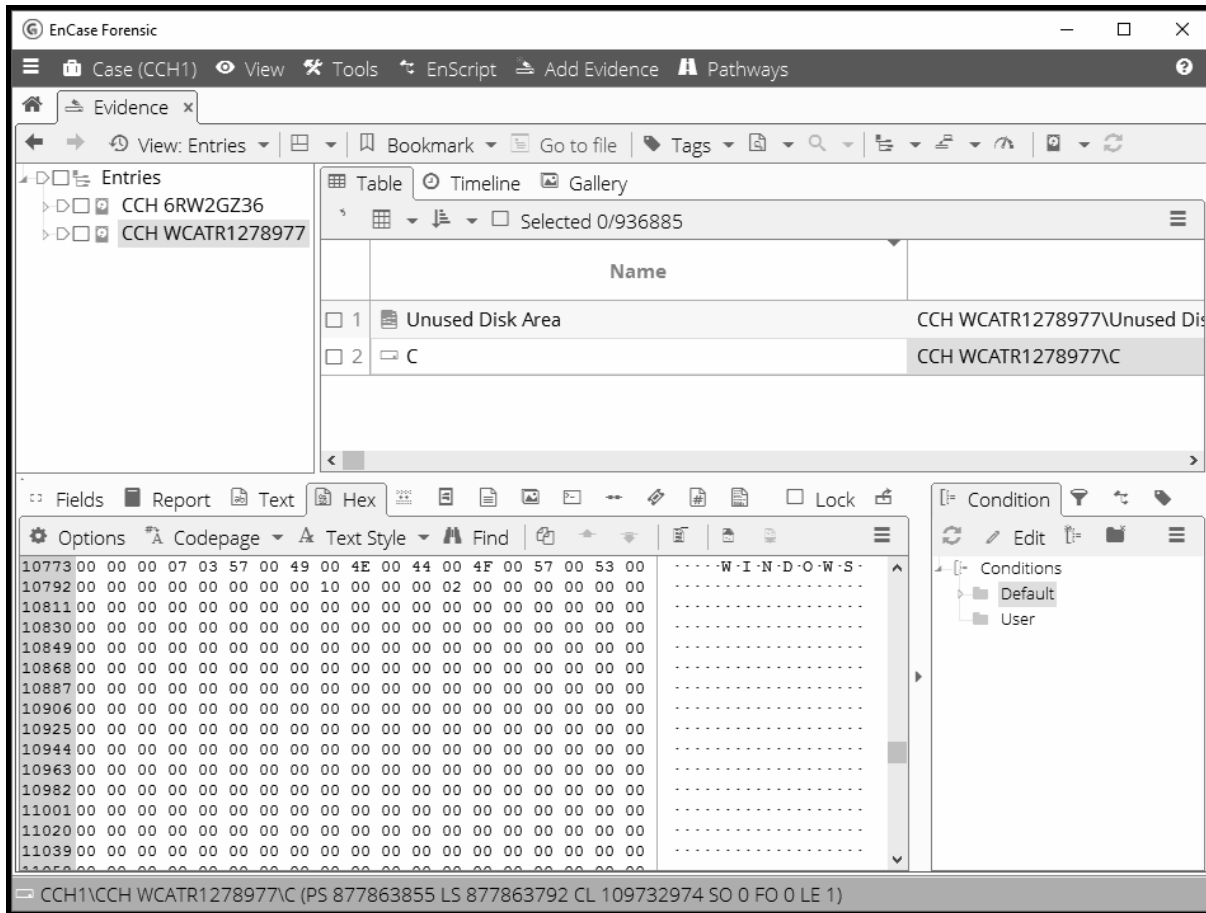 EnCase Forensic
Case (CCH1) View Tools EnScript Add Evidence Pathways
Evidence
View: Entries Bookmark Go to file Tags
Entries
CCH 6RW2GZ36
CCH WCATR1278977
Table Timeline Gallery
Selected 0/936885
Name
1 Unused Disk Area CCH WCATR1278977\Unused Dis
2 C CCH WCATR1278977\C
Fields Report Text Hex Lock
Options Codepage Text Style Find
10773 00 00 00 07 03 57 00 49 00 4E 00 44 00 4F 00 57 00 53 00 · · · · ·W·I·N·D·O·W·S·
10792 00 00 00 00 00 00 00 00 10 00 00 00 02 00 00 00 00 00 00 · · · · · · · · · · · · · · · · · · ·
10811 00 00 00 00 00 00 00 00 00 00 00 00 00 00 00 00 00 00 00 · · · · · · · · · · · · · · · · · · ·
10830 00 00 00 00 00 00 00 00 00 00 00 00 00 00 00 00 00 00 00 · · · · · · · · · · · · · · · · · · ·
10849 00 00 00 00 00 00 00 00 00 00 00 00 00 00 00 00 00 00 00 · · · · · · · · · · · · · · · · · · ·
10868 00 00 00 00 00 00 00 00 00 00 00 00 00 00 00 00 00 00 00 · · · · · · · · · · · · · · · · · · ·
10887 00 00 00 00 00 00 00 00 00 00 00 00 00 00 00 00 00 00 00 · · · · · · · · · · · · · · · · · · ·
10906 00 00 00 00 00 00 00 00 00 00 00 00 00 00 00 00 00 00 00 · · · · · · · · · · · · · · · · · · ·
10925 00 00 00 00 00 00 00 00 00 00 00 00 00 00 00 00 00 00 00 · · · · · · · · · · · · · · · · · · ·
10944 00 00 00 00 00 00 00 00 00 00 00 00 00 00 00 00 00 00 00 · · · · · · · · · · · · · · · · · · ·
10963 00 00 00 00 00 00 00 00 00 00 00 00 00 00 00 00 00 00 00 · · · · · · · · · · · · · · · · · · ·
10982 00 00 00 00 00 00 00 00 00 00 00 00 00 00 00 00 00 00 00 · · · · · · · · · · · · · · · · · · ·
11001 00 00 00 00 00 00 00 00 00 00 00 00 00 00 00 00 00 00 00 · · · · · · · · · · · · · · · · · · ·
11020 00 00 00 00 00 00 00 00 00 00 00 00 00 00 00 00 00 00 00 · · · · · · · · · · · · · · · · · · ·
11039 00 00 00 00 00 00 00 00 00 00 00 00 00 00 00 00 00 00 00 · · · · · · · · · · · · · · · · · · ·
Condition
Edit
Conditions
Default
User
CCH1\CCH WCATR1278977\C (PS 877863855 LS 877863792 CL 109732974 SO 0 FO 0 LE 1)